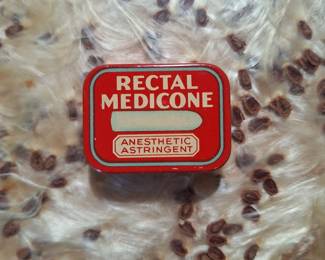 RECTAL
MEDICONE
ANESTHETIC
ASTRINGENT